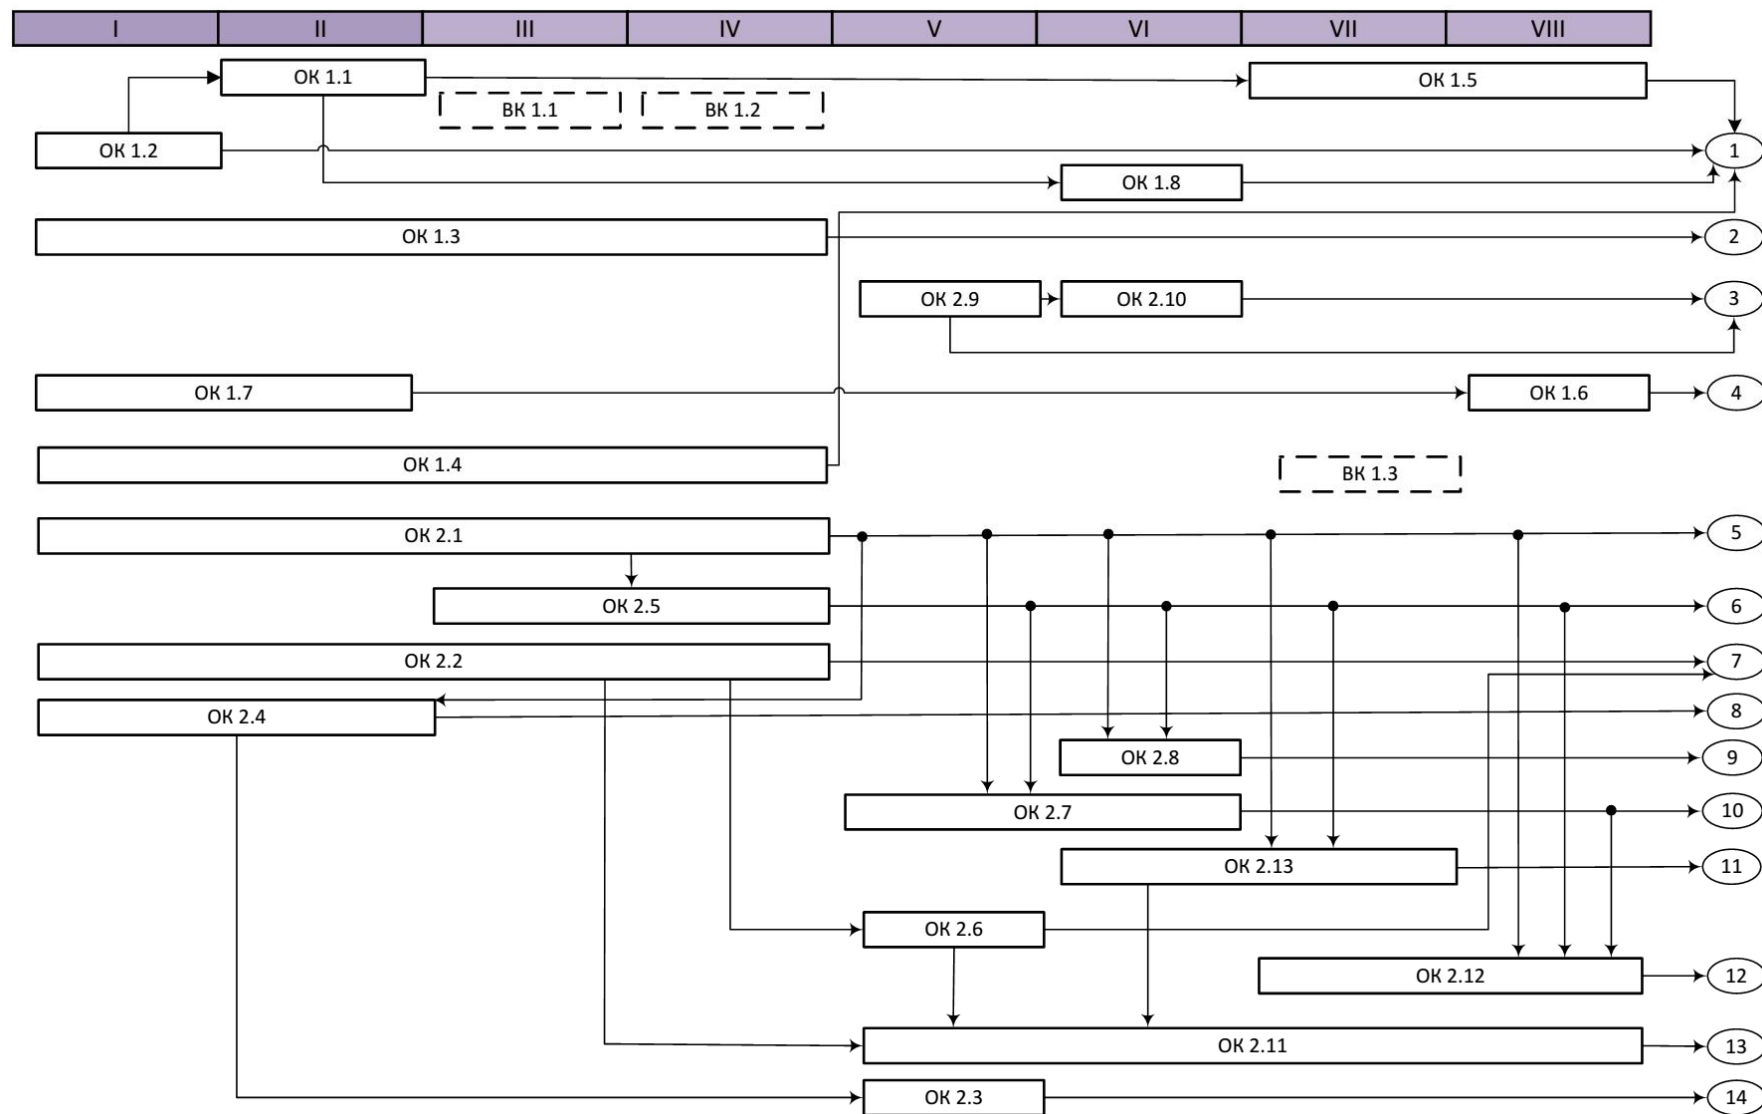 I II III IV V VI VII VIII
ОК 1.1
ОК 1.5
ВК 1.1
ВК 1.2
ОК 1.2
1
ОК 1.8
ОК 1.3
2
ОК 2.9
ОК 2.10
3
ОК 1.7
ОК 1.6
4
ОК 1.4
ВК 1.3
ОК 2.1
5
ОК 2.5
6
ОК 2.2
7
ОК 2.4
8
ОК 2.8
9
ОК 2.7
10
ОК 2.13
11
ОК 2.6
ОК 2.12
12
ОК 2.11
13
ОК 2.3
14